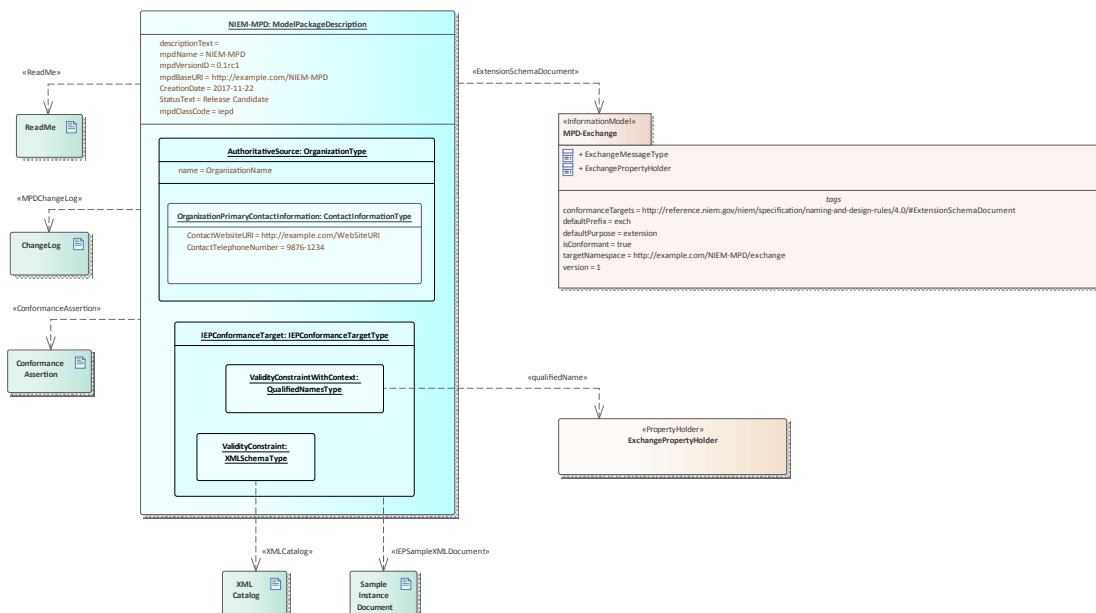 NIEM-MPD: ModelPackageDescription
descriptionText =
mpdName = NIEM-MPD
mpdVersionID = 0.1rc1
mpdBaseURI = http://example.com/NIEM-MPD
CreationDate = 2017-11-22
StatusText = Release Candidate
mpdClassCode = iepd
«ReadMe»
ReadMe
«MPDChangeLog»
ChangeLog
«ConformanceAssertion»
Conformance
Assertion
AuthoritativeSource: OrganizationType
name = OrganizationName
OrganizationPrimaryContactInformation: ContactInformationType
ContactWebsiteURI = http://example.com/WebSiteURI
ContactTelephoneNumber = 9876-1234
IEPConformanceTarget: IEPConformanceTargetType
ValidityConstraintWithContext:
QualifiedNamesType
ValidityConstraint:
XMLSchemaType
«ExtensionSchemaDocument»
«InformationModel»
MPD-Exchange
+ ExchangeMessageType
+ ExchangePropertyHolder
tags
conformanceTargets = http://reference.niem.gov/niem/specification/naming-and-design-rules/4.0/#ExtensionSchemaDocument
defaultPrefix = exch
defaultPurpose = extension
isConformant = true
targetNamespace = http://example.com/NIEM-MPD/exchange
version = 1
«qualifiedName»
«PropertyHolder»
ExchangePropertyHolder
«XMLCatalog»
XML
Catalog
«IEPSampleXMLDocument»
Sample
Instance
Document